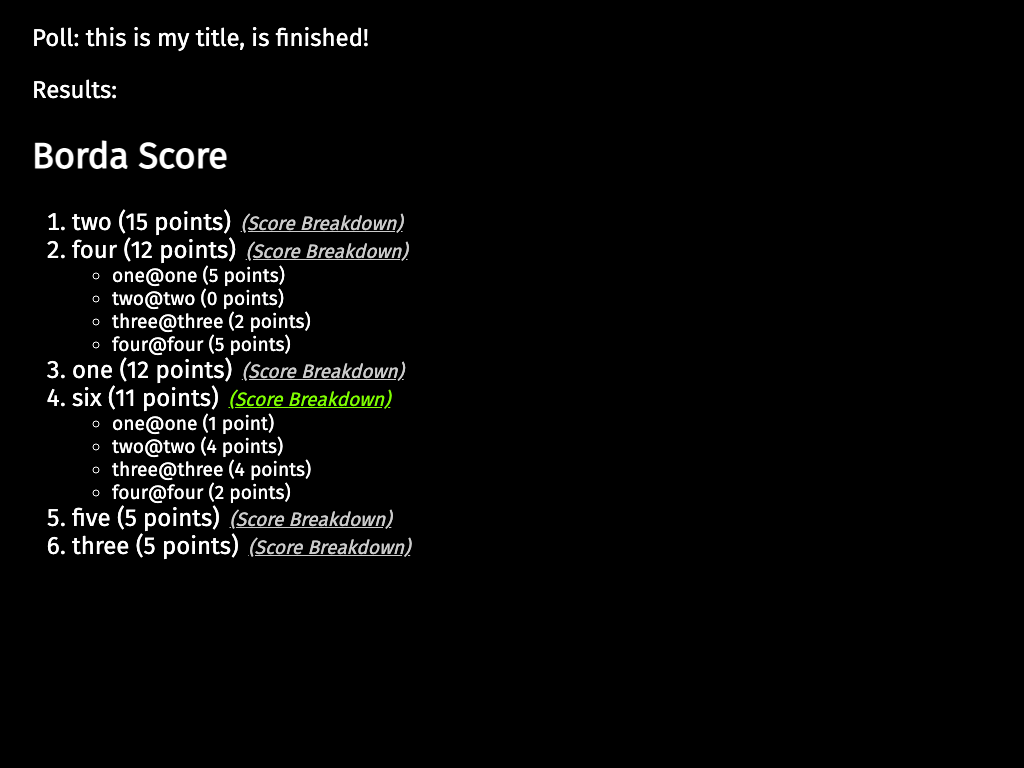 Poll: this is my title, is finished!
Results:
Borda Score
1. two (15 points) (Score Breakdown)
2. four (12 points) (Score Breakdown)
one@one (5 points)
two@two (0 points)
three@three (2 points)
four@four (5 points)
3. one (12 points) (Score Breakdown)
4. six (11 points) (Score Breakdown)
one@one (1 point)
two@two (4 points)
three@three (4 points)
four@four (2 points)
5. five (5 points) (Score Breakdown)
6. three (5 points) (Score Breakdown)